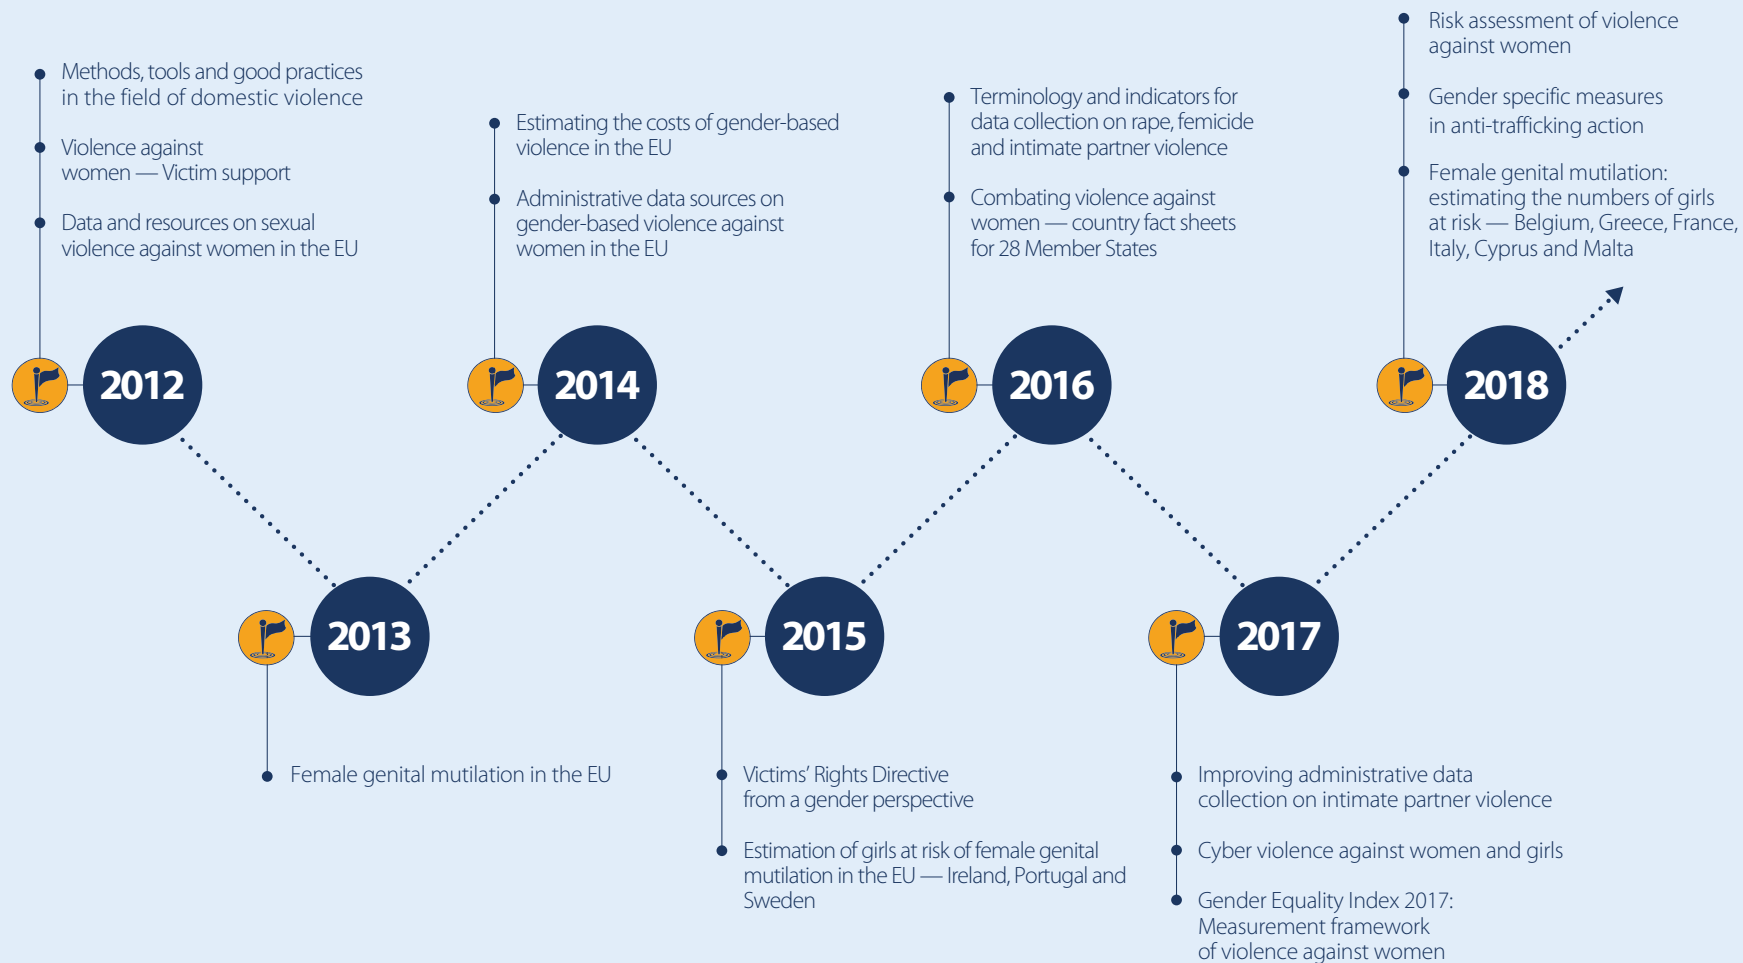 Methods, tools and good practices
in the field of domestic violence
Violence against
women — Victim support
Data and resources on sexual
violence against women in the EU
2012
Female genital mutilation in the EU
2013
Estimating the costs of gender-based
violence in the EU
Administrative data sources on
gender-based violence against
women in the EU
2014
Victims’ Rights Directive
from a gender perspective
Estimation of girls at risk of female genital
mutilation in the EU — Ireland, Portugal and
Sweden
2015
Terminology and indicators for
data collection on rape, femicide
and intimate partner violence
Combating violence against
women — country fact sheets
for 28 Member States
2016
Improving administrative data
collection on intimate partner violence
Cyber violence against women and girls
Gender Equality Index 2017:
Measurement framework
of violence against women
2017
Risk assessment of violence
against women
Gender specific measures
in anti-trafficking action
Female genital mutilation:
estimating the numbers of girls
at risk — Belgium, Greece, France,
Italy, Cyprus and Malta
2018